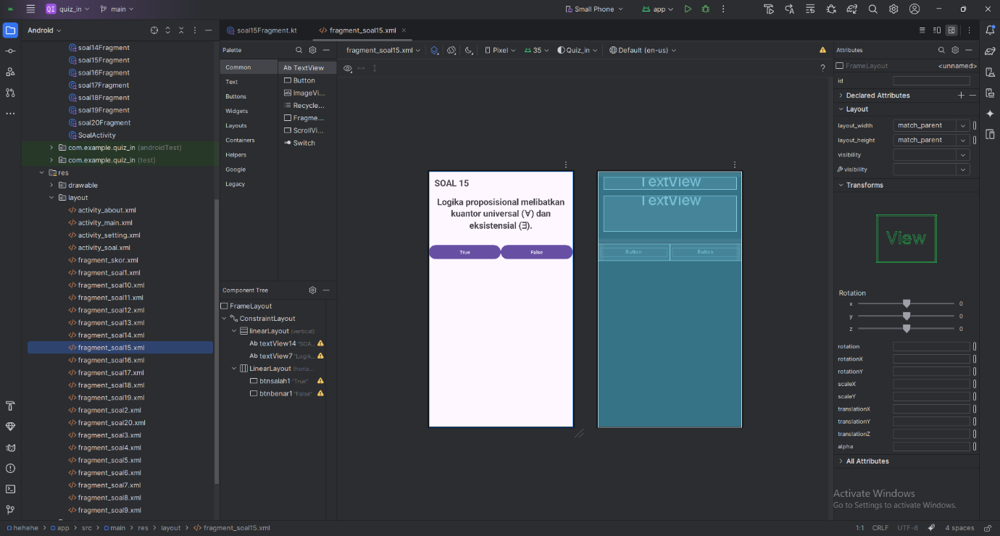 QI quiz_in main Small Phone app
Android
soal14Fragment
soal15Fragment
soal16Fragment
soal17Fragment
soal18Fragment
soal19Fragment
soal20Fragment
SoalActivity
com.example.quiz_in (androidTest)
com.example.quiz_in (test)
res
drawable
layout
activity_about.xml
activity_main.xml
activity_setting.xml
activity_soal.xml
fragment_skor.xml
fragment_soal1.xml
fragment_soal10.xml
fragment_soal11.xml
fragment_soal12.xml
fragment_soal13.xml
fragment_soal14.xml
fragment_soal15.xml
fragment_soal16.xml
fragment_soal17.xml
fragment_soal18.xml
fragment_soal19.xml
fragment_soal2.xml
fragment_soal20.xml
fragment_soal3.xml
fragment_soal4.xml
fragment_soal5.xml
fragment_soal6.xml
fragment_soal7.xml
fragment_soal8.xml
fragment_soal9.xml
soal15Fragment.kt
fragment_soal15.xml
Palette
Common
Text
Buttons
Widgets
Layouts
Containers
Helpers
Google
Legacy
Ab TextView
Button
ImageVi...
Recycle...
Fragme...
ScrollVi...
Switch
Component Tree
FrameLayout
ConstraintLayout
linearLayout (vertical)
Ab textView14 "SOA...
Ab textView7 "Logik...
LinearLayout (horiz...
btnsalah1 "True"
btnbenar1 "False"
fragment_soal15.xml Pixel 35 Quiz_in Default (en-us)
?
SOAL 15
Logika proposisional melibatkan
kuantor universal (∀) dan
eksistensial (∃).
True False
TextView
TextView
Button Button
Attributes
FrameLayout <unnamed>
id
Declared Attributes
Layout
layout_width match_parent
layout_height match_parent
visibility
visibility
Transforms
View
Rotation
x 0
y 0
z 0
rotation
rotationX
rotationY
scaleX
scaleY
translationX
translationY
translationZ
alpha
All Attributes
Activate Windows
Go to Settings to activate Windows.
hehehe > app > src > main > res > layout > fragment_soal15.xml
1:1 CRLF UTF-8 4 spaces